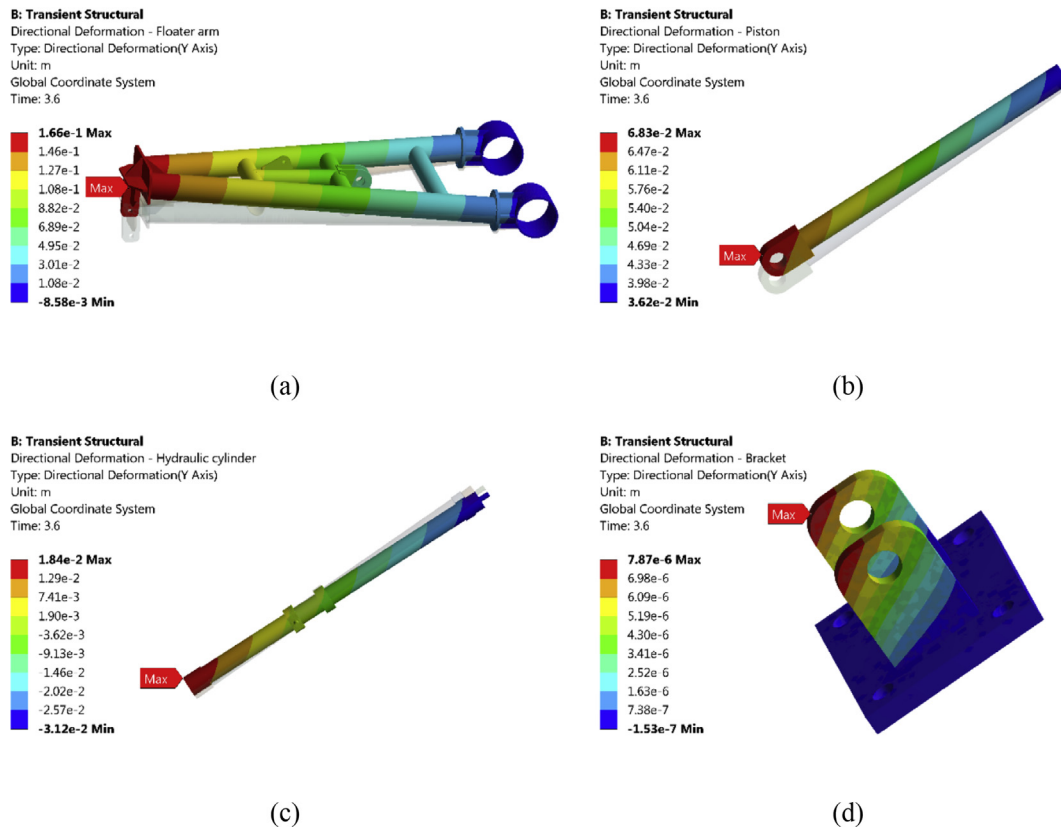 B: Transient Structural
Directional Deformation - Floater arm
Type: Directional Deformation(Y Axis)
Unit: m
Global Coordinate System
Time: 3.6
1.66e-1 Max
1.46e-1
1.27e-1
1.08e-1
8.82e-2
6.89e-2
4.95e-2
3.01e-2
1.08e-2
-8.58e-3 Min
Max
(a)
B: Transient Structural
Directional Deformation - Piston
Type: Directional Deformation(Y Axis)
Unit: m
Global Coordinate System
Time: 3.6
6.83e-2 Max
6.47e-2
6.11e-2
5.76e-2
5.40e-2
5.04e-2
4.69e-2
4.33e-2
3.98e-2
3.62e-2 Min
Max
(b)
B: Transient Structural
Directional Deformation - Hydraulic cylinder
Type: Directional Deformation(Y Axis)
Unit: m
Global Coordinate System
Time: 3.6
1.84e-2 Max
1.29e-2
7.41e-3
1.90e-3
-3.62e-3
-9.13e-3
-1.46e-2
-2.02e-2
-2.57e-2
-3.12e-2 Min
Max
(c)
B: Transient Structural
Directional Deformation - Bracket
Type: Directional Deformation(Y Axis)
Unit: m
Global Coordinate System
Time: 3.6
7.87e-6 Max
6.98e-6
6.09e-6
5.19e-6
4.30e-6
3.41e-6
2.52e-6
1.63e-6
7.38e-7
-1.53e-7 Min
Max
(d)